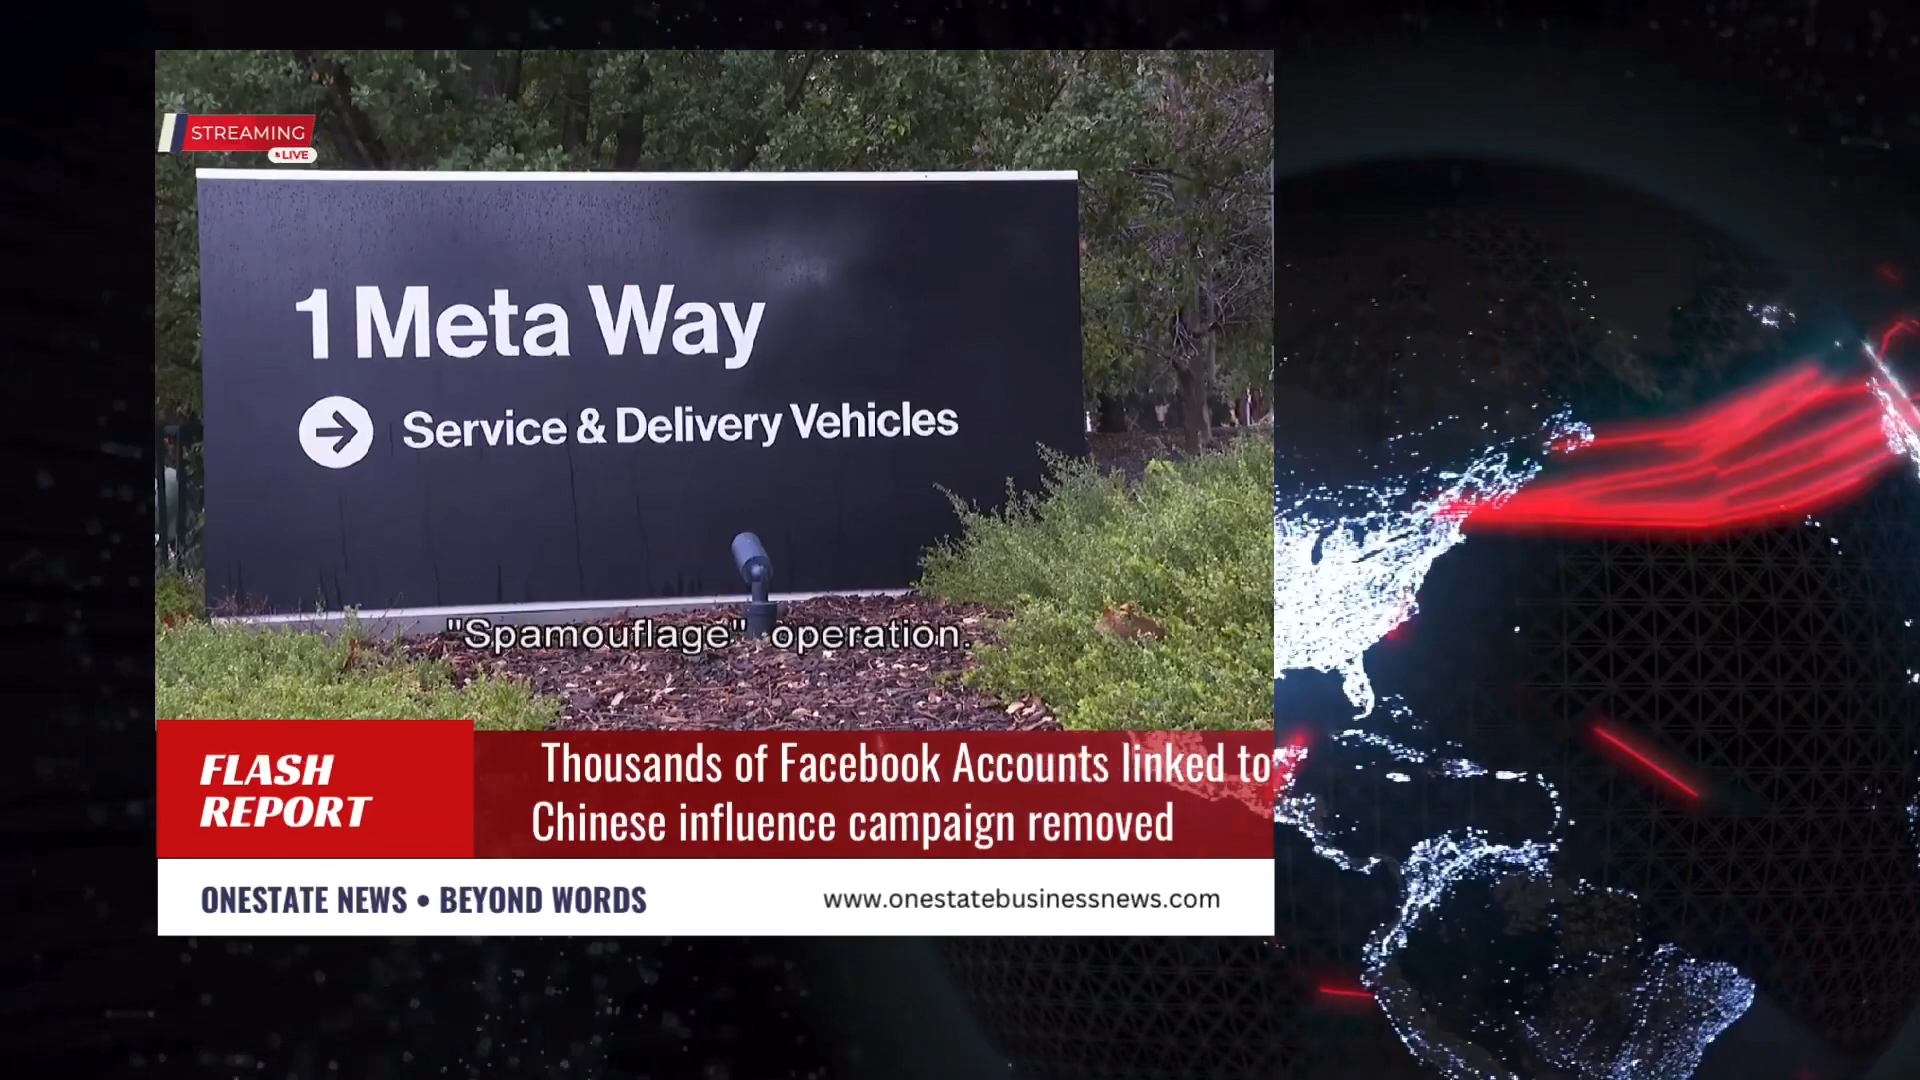 STREAMING
LIVE
1 Meta Way
Service & Delivery Vehicles
"Spamouflage" operation.
FLASH
REPORT
Thousands of Facebook Accounts linked to
Chinese influence campaign removed
ONESTATE NEWS • BEYOND WORDS
www.onestatebusinessnews.com